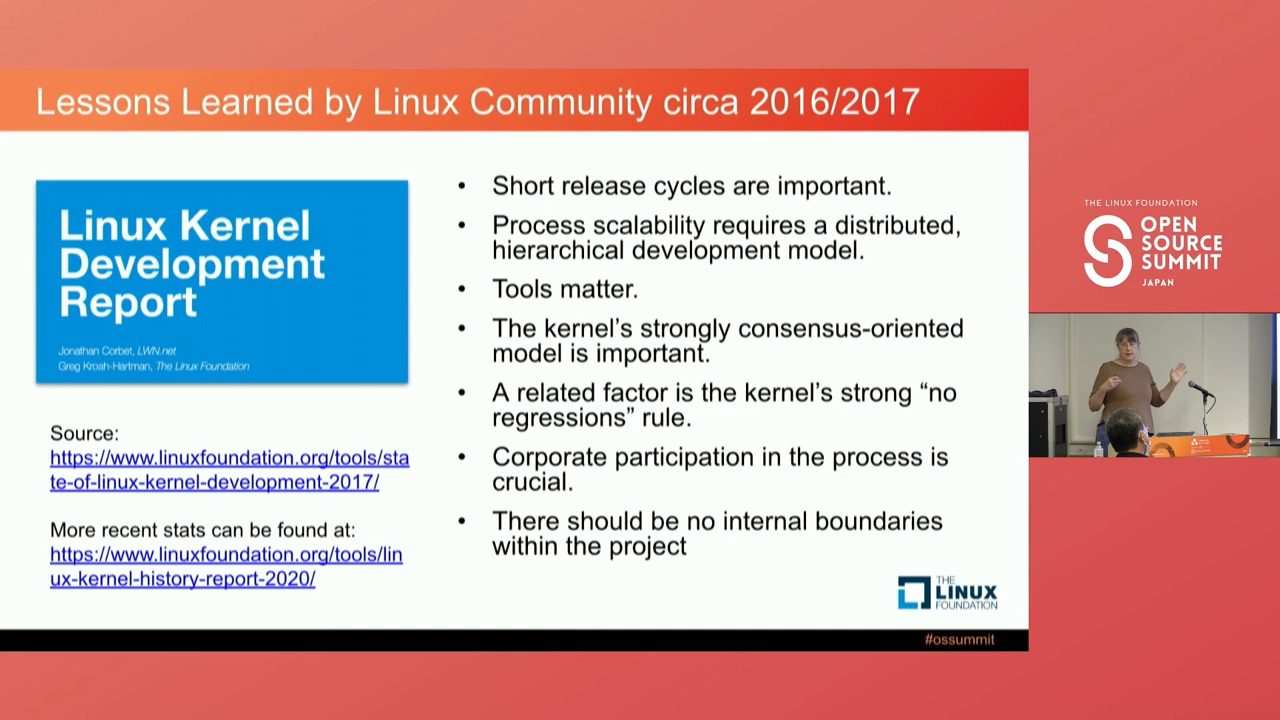 Lessons Learned by Linux Community circa 2016/2017
Linux Kernel
Development
Report
Jonathan Corbet, LWN.net
Greg Kroah-Hartman, The Linux Foundation
Source:
https://www.linuxfoundation.org/tools/sta
te-of-linux-kernel-development-2017/
More recent stats can be found at:
https://www.linuxfoundation.org/tools/lin
ux-kernel-history-report-2020/
• Short release cycles are important.
• Process scalability requires a distributed,
hierarchical development model.
• Tools matter.
• The kernel’s strongly consensus-oriented
model is important.
• A related factor is the kernel’s strong “no
regressions” rule.
• Corporate participation in the process is
crucial.
• There should be no internal boundaries
within the project
THE
LINUX
FOUNDATION
#ossummit
THE LINUX FOUNDATION
OPEN
SOURCE
SUMMIT
JAPAN